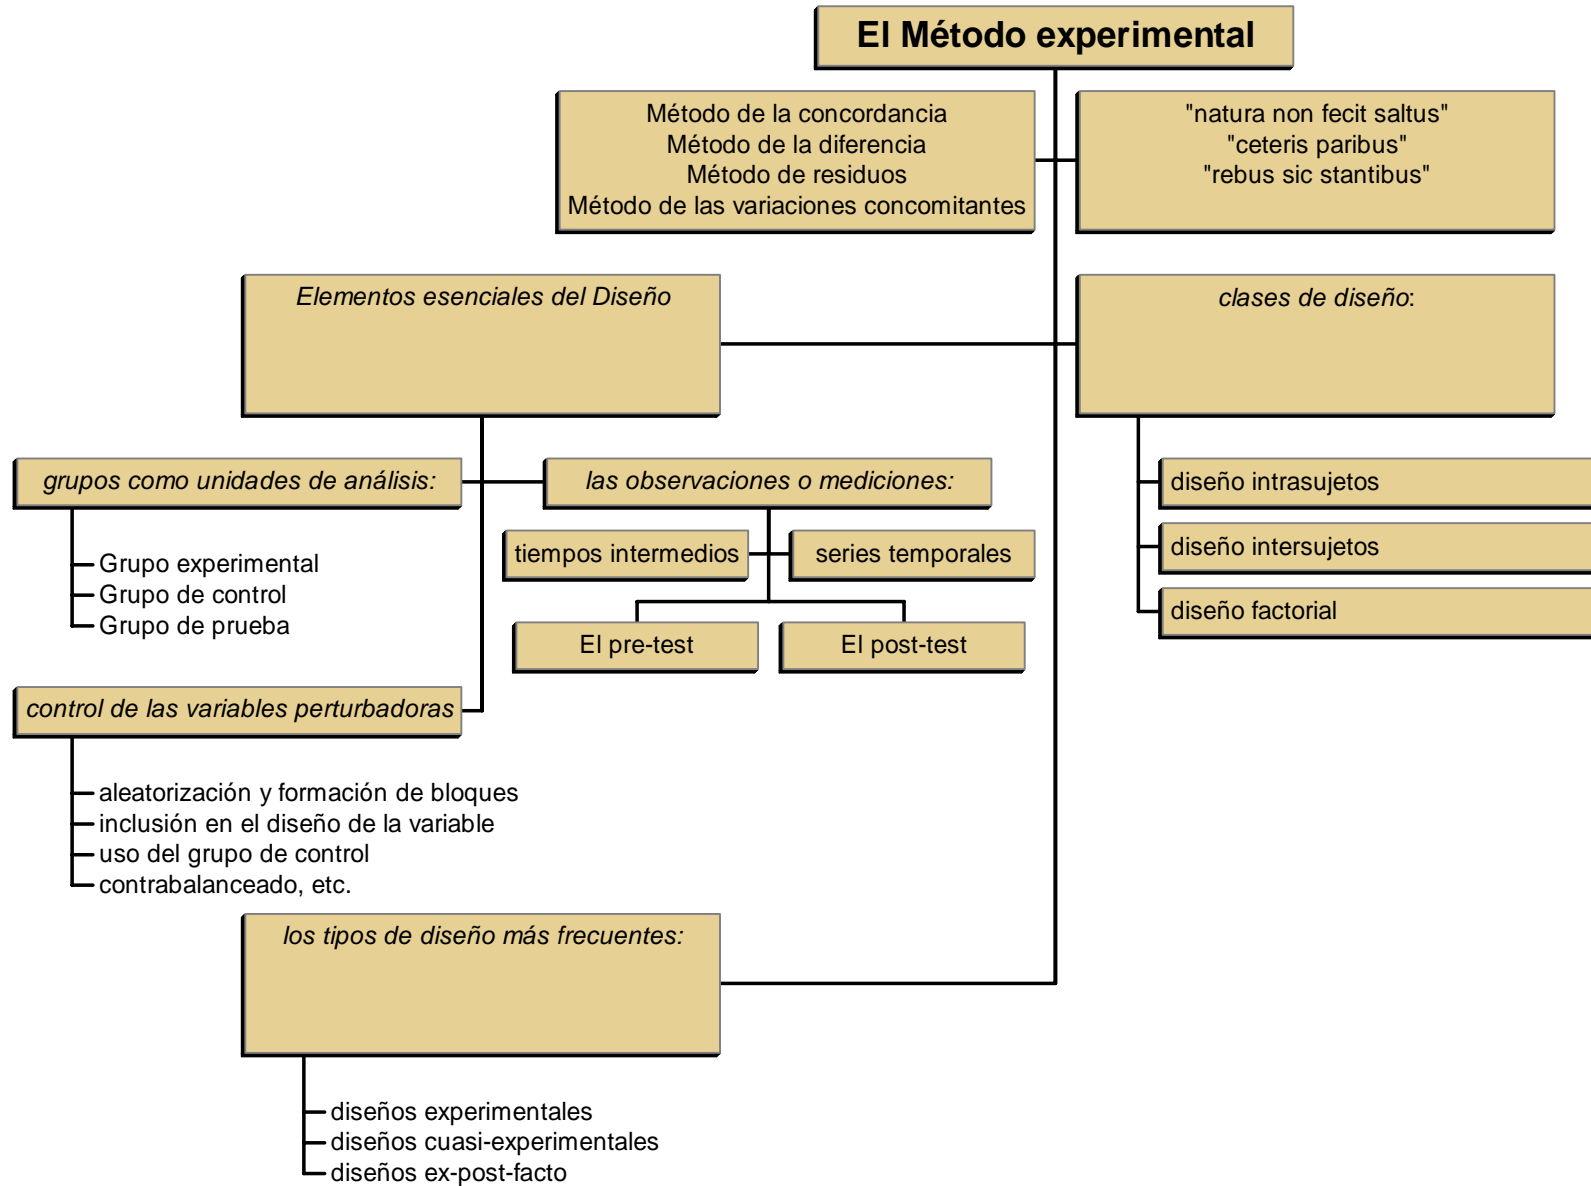 El Método experimental
Método de la concordancia
Método de la diferencia
Método de residuos
Método de las variaciones concomitantes
"natura non fecit saltus"
"ceteris paribus"
"rebus sic stantibus"
Elementos esenciales del Diseño
clases de diseño:
grupos como unidades de análisis:
las observaciones o mediciones:
diseño intrasujetos
diseño intersujetos
diseño factorial
Grupo experimental
Grupo de control
Grupo de prueba
tiempos intermedios
series temporales
El pre-test
El post-test
control de las variables perturbadoras
aleatorización y formación de bloques
inclusión en el diseño de la variable
uso del grupo de control
contrabalanceado, etc.
los tipos de diseño más frecuentes:
diseños experimentales
diseños cuasi-experimentales
diseños ex-post-facto